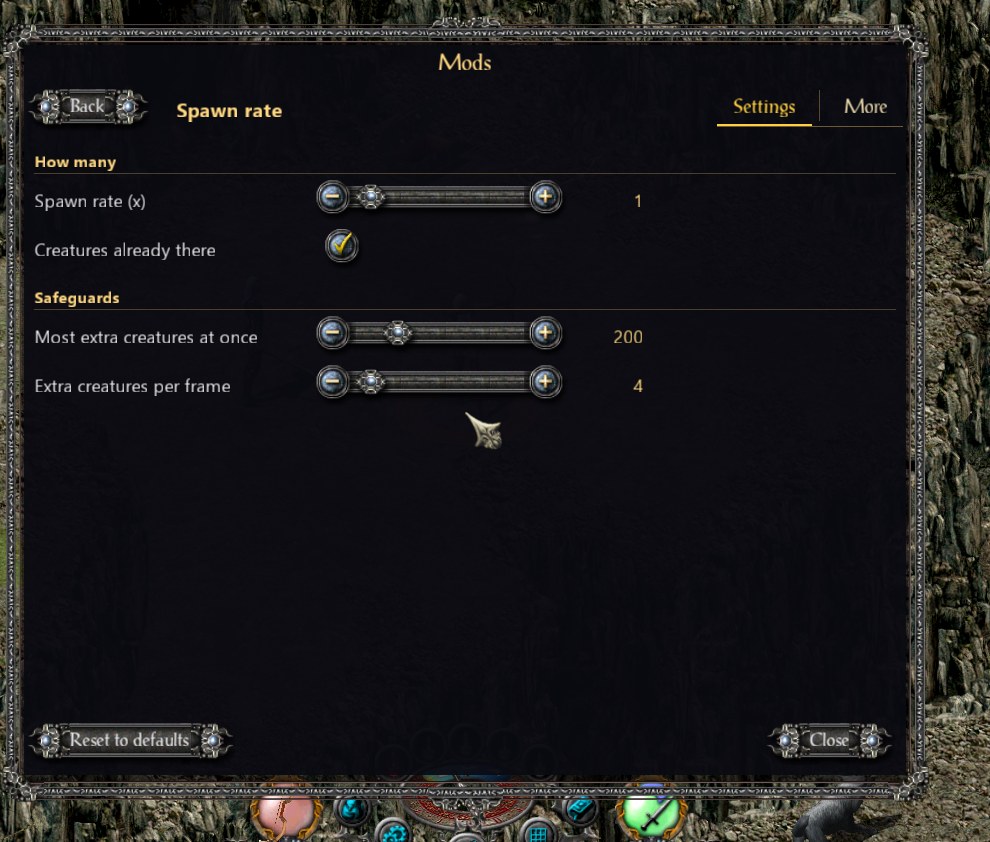 Mods
Back
Spawn rate
Settings
More
How many
Spawn rate (x)
1
Creatures already there
Safeguards
Most extra creatures at once
200
Extra creatures per frame
4
Reset to defaults
Close